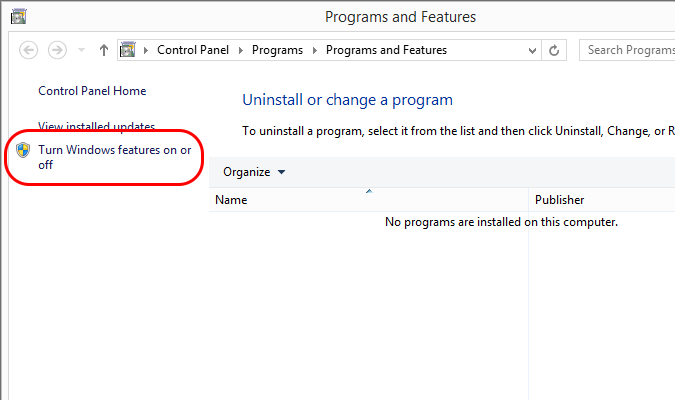 Programs and Features
Control Panel
Programs
Programs and Features
Search Programs
Control Panel Home
View installed updates
Turn Windows features on or
off
Uninstall or change a program
To uninstall a program, select it from the list and then click Uninstall, Change, or R
Organize
Name
Publisher
No programs are installed on this computer.